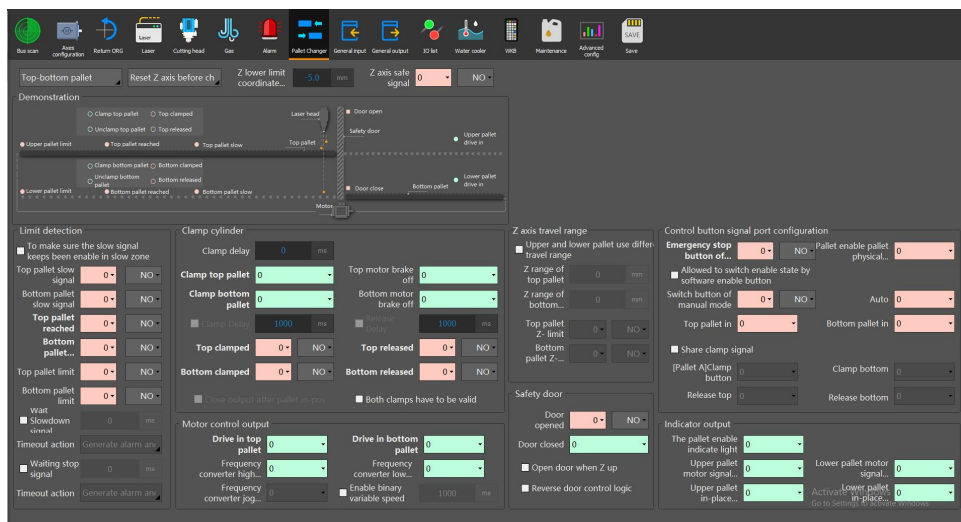 Bus scan
Axes configuration
Return ORG
Laser
Laser
Cutting head
Gas
Alarm
Pallet Changer
General input
General output
IO list
Water cooler
WKB
Maintenance
Advanced config
SAVE
Save
Top-bottom pallet
Reset Z axis before ch
Z lower limit coordinate...
-5.0 mm
Z axis safe signal
0
NO
Demonstration
Clamp top pallet
Top clamped
Laser head
Door open
Unclamp top pallet
Top released
Safety door
Upper pallet limit
Top pallet reached
Top pallet slow
Top pallet
Upper pallet drive in
Clamp bottom pallet
Bottom clamped
Unclamp bottom pallet
Bottom released
Lower pallet limit
Bottom pallet reached
Bottom pallet slow
Door close
Bottom pallet
Lower pallet drive in
Motor
Limit detection
To make sure the slow signal
keeps been enable in slow zone
Top pallet slow signal
0
NO
Bottom pallet slow signal
0
NO
Top pallet reached
0
NO
Bottom pallet...
0
NO
Top pallet limit
0
NO
Bottom pallet limit
0
NO
Wait Slowdown signal
0 ms
Timeout action
Generate alarm and
Waiting stop signal
0 ms
Timeout action
Generate alarm and
Clamp cylinder
Clamp delay
0 ms
Clamp top pallet
0
Top motor brake off
0
Clamp bottom pallet
0
Bottom motor brake off
0
Clamp Delay
1000 ms
Release Delay
1000 ms
Top clamped
0
NO
Top released
0
NO
Bottom clamped
0
NO
Bottom released
0
NO
Close output after pallet in-pos
Both clamps have to be valid
Motor control output
Drive in top pallet
0
Drive in bottom pallet
0
Frequency converter high...
0
Frequency converter low...
0
Frequency converter jog...
0
Enable binary variable speed
1000 ms
Z axis travel range
Upper and lower pallet use differ
travel range
Z range of top pallet
0 mm
Z range of bottom...
0 mm
Top pallet Z- limit
0
NO
Bottom pallet Z-...
0
NO
Safety door
Door opened
0
NO
Door closed
0
Open door when Z up
Reverse door control logic
Control button signal port configuration
Emergency stop button of...
0
NO
Pallet enable pallet physical...
0
Allowed to switch enable state by
software enable button
Switch button of manual mode
0
NO
Auto
0
Top pallet in
0
Bottom pallet in
0
Share clamp signal
[Pallet A]Clamp button
0
Clamp bottom
0
Release top
0
Release bottom
0
Indicator output
The pallet enable indicate light
0
Upper pallet motor signal...
0
Lower pallet motor signal...
0
Upper pallet in-place...
0
Lower pallet in-place...
0
Activate Windows
Go to Settings to activate Windows.